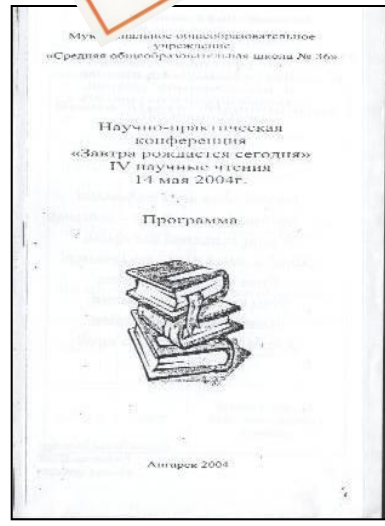 Муниципальное общеобразовательное
учреждение
«Средняя общеобразовательная школа № 36»
Научно-практическая
конференция
«Завтра рождается сегодня»
IV научные чтения
14 мая 2004г.
Программа
Ангарск 2004